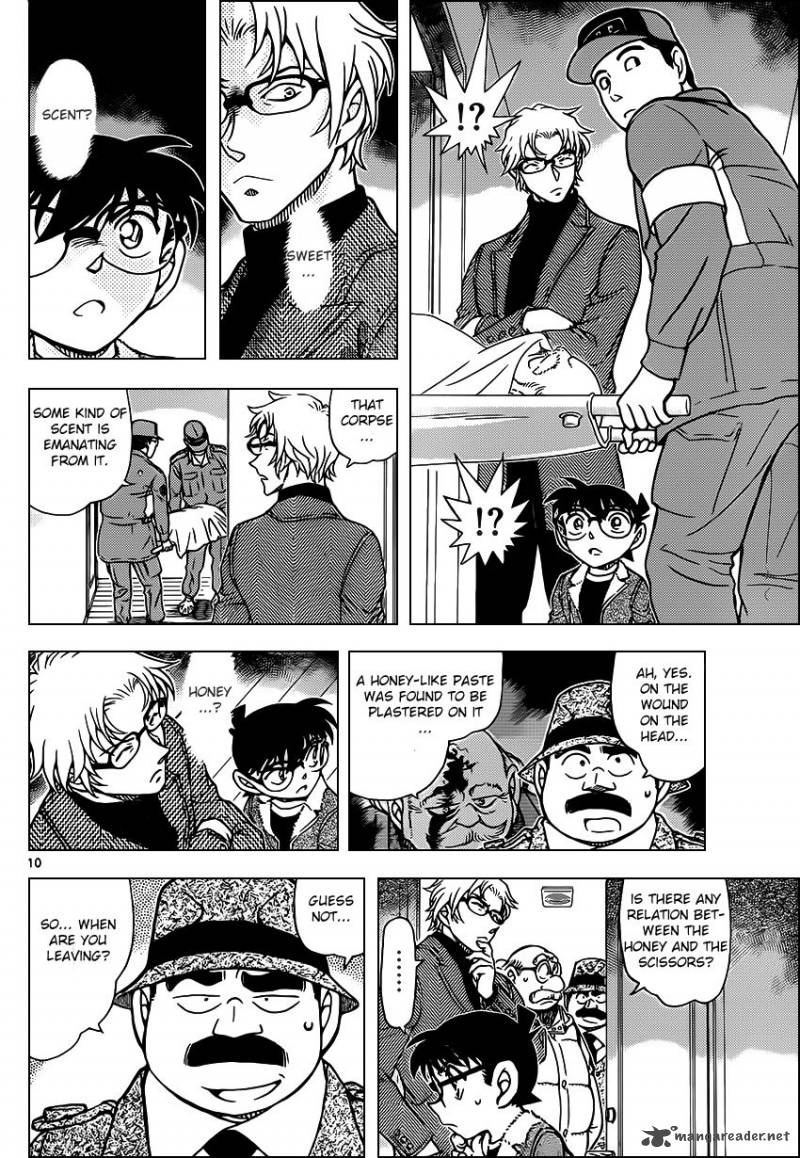 !?
!?
SWEET
...
SCENT?
THAT
CORPSE
...
SOME KIND OF
SCENT IS
EMANATING
FROM IT.
AH, YES.
ON THE
WOUND
ON THE
HEAD...
A HONEY-LIKE PASTE
WAS FOUND TO BE
PLASTERED ON IT
...
HONEY
...?
10
IS THERE ANY
RELATION BET-
WEEN THE
HONEY AND THE
SCISSORS?
......
GUESS
NOT...
SO... WHEN
ARE YOU
LEAVING?
mangareader.net